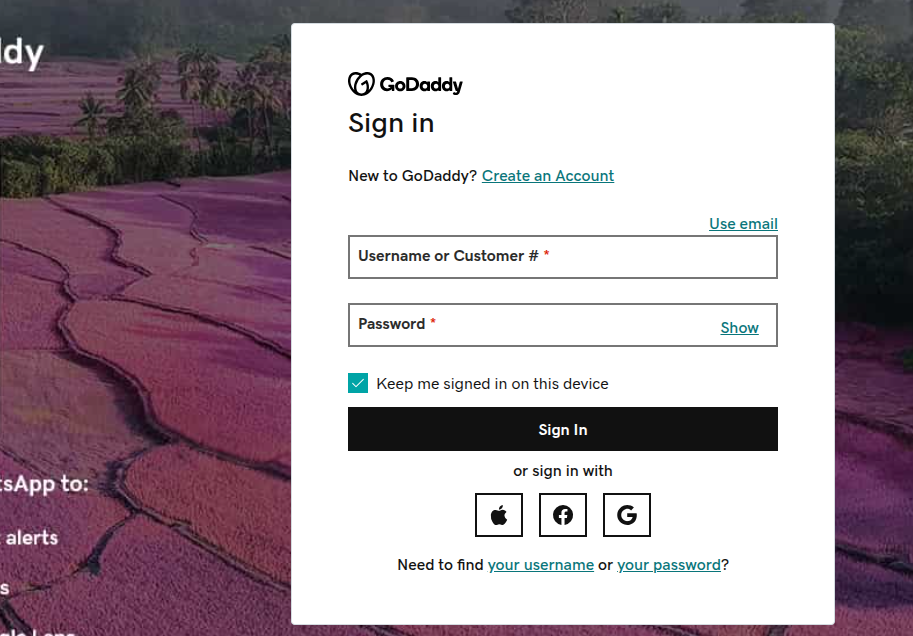 GoDaddy
Sign in
New to GoDaddy? Create an Account
Use email
Username or Customer # *
Password *
Show
Keep me signed in on this device
Sign In
or sign in with
Need to find your username or your password?
to:
alerts